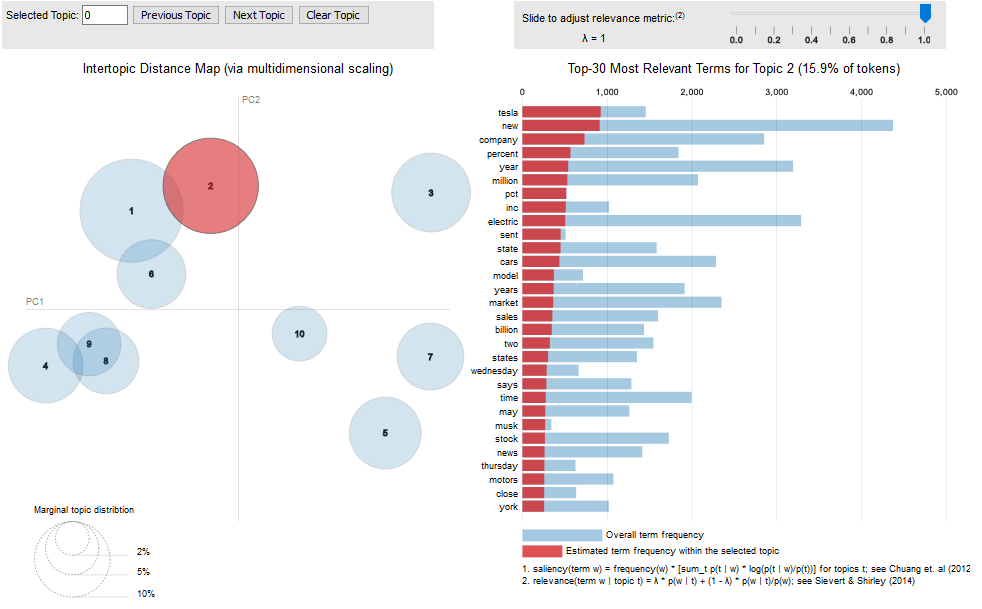 Selected Topic: 0 Previous Topic Next Topic Clear Topic
Slide to adjust relevance metric:(2)
λ = 1
0.0 0.2 0.4 0.6 0.8 1.0
Intertopic Distance Map (via multidimensional scaling)
PC2
PC1
1
2
3
6
10
9
8
4
7
5
Marginal topic distribtion
2%
5%
10%
Top-30 Most Relevant Terms for Topic 2 (15.9% of tokens)
0 1,000 2,000 3,000 4,000 5,000
tesla
new
company
percent
year
million
pct
inc
electric
sent
state
cars
model
years
market
sales
billion
two
states
wednesday
says
time
may
musk
stock
news
thursday
motors
close
york
Overall term frequency
Estimated term frequency within the selected topic
1. saliency(term w) = frequency(w) * [sum_t p(t | w) * log(p(t | w)/p(t))] for topics t; see Chuang et. al (2012
2. relevance(term w | topic t) = λ * p(w | t) + (1 - λ) * p(w | t)/p(w); see Sievert & Shirley (2014)